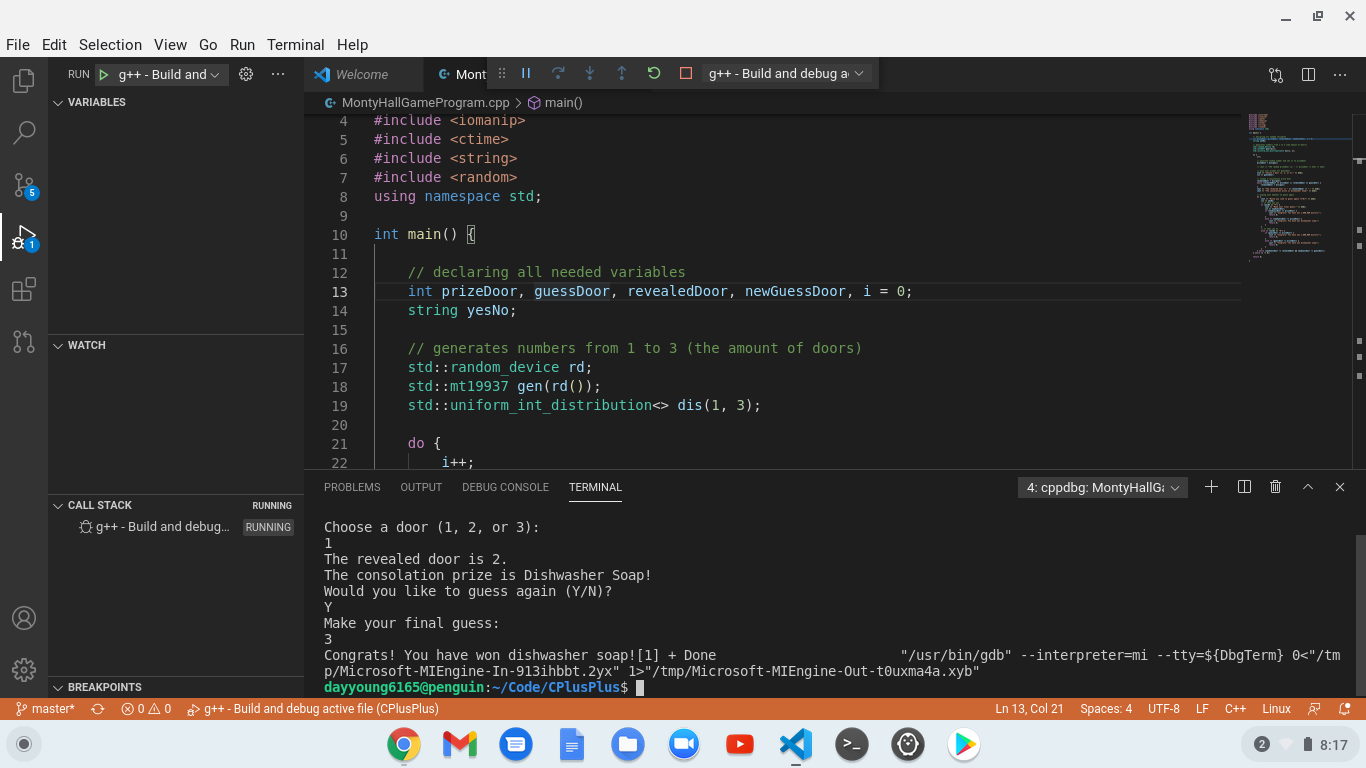 File Edit Selection View Go Run Terminal Help
RUN g++ - Build and
Welcome
Mont
g++ - Build and debug a
VARIABLES
MontyHallGameProgram.cpp > main()
4 #include <iomanip>
5 #include <ctime>
6 #include <string>
7 #include <random>
8 using namespace std;
9
10 int main() {
11
12 // declaring all needed variables
13 int prizeDoor, guessDoor, revealedDoor, newGuessDoor, i = 0;
14 string yesNo;
15
16 // generates numbers from 1 to 3 (the amount of doors)
17 std::random_device rd;
18 std::mt19937 gen(rd());
19 std::uniform_int_distribution<> dis(1, 3);
20
21 do {
22 i++;
5
1
WATCH
CALL STACK RUNNING
g++ - Build and debug... RUNNING
BREAKPOINTS
PROBLEMS OUTPUT DEBUG CONSOLE TERMINAL
4: cppdbg: MontyHallGa
Choose a door (1, 2, or 3):
1
The revealed door is 2.
The consolation prize is Dishwasher Soap!
Would you like to guess again (Y/N)?
Y
Make your final guess:
3
Congrats! You have won dishwasher soap![1] + Done "/usr/bin/gdb" --interpreter=mi --tty=${DbgTerm} 0<"/tm
p/Microsoft-MIEngine-In-913ihbbt.2yx" 1>"/tmp/Microsoft-MIEngine-Out-t0uxma4a.xyb"
dayyoung6165@penguin:~/Code/CPlusPlus$
master* 0 0 g++ - Build and debug active file (CPlusPlus) Ln 13, Col 21 Spaces: 4 UTF-8 LF C++ Linux
2 8:17